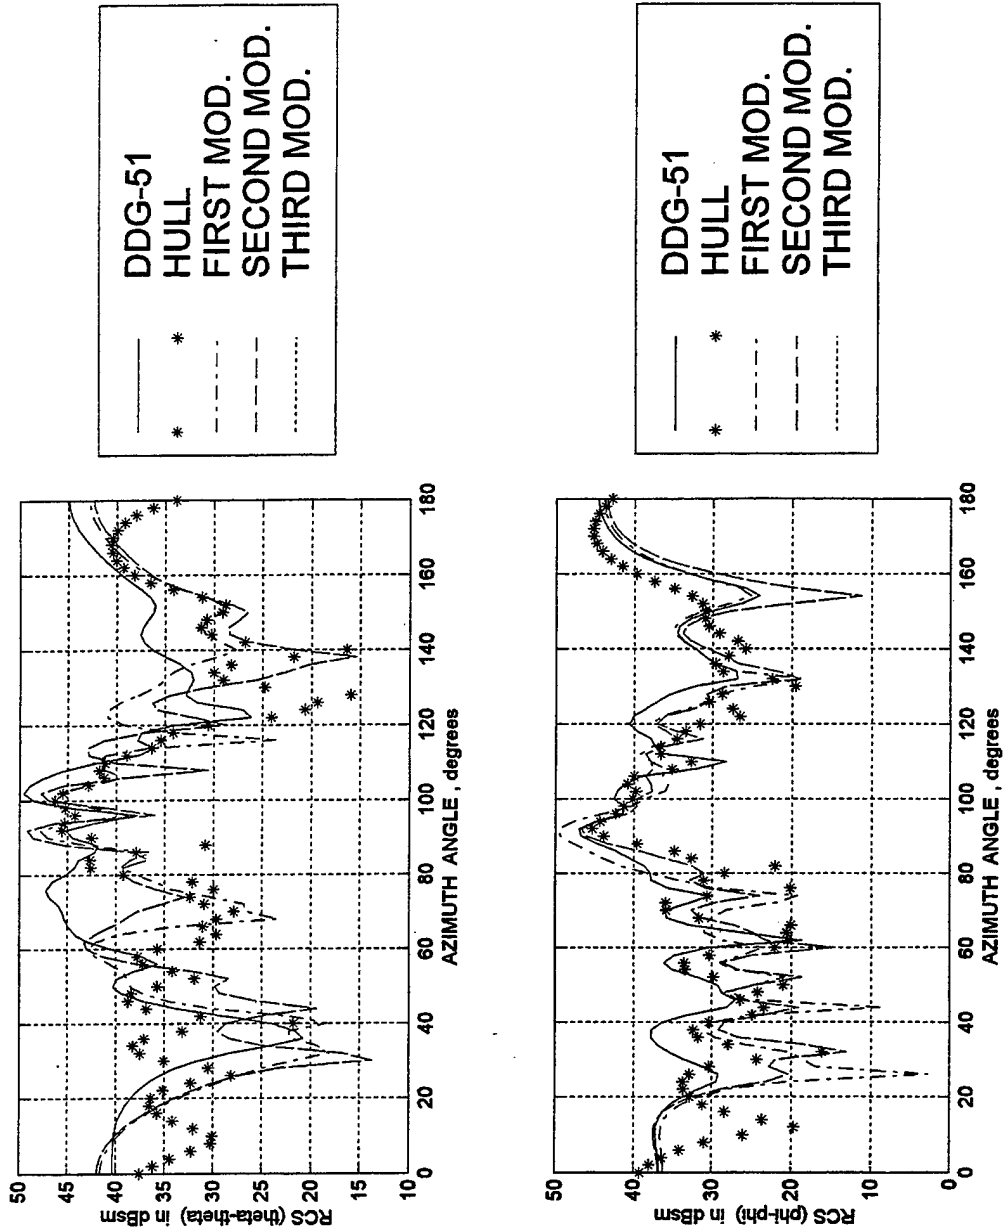 50
45
40
35
30
25
20
15
10
RCS (theta-theta) in dBsm
0
20
40
60
80
100
120
140
160
180
AZIMUTH ANGLE , degrees
DDG-51
HULL
FIRST MOD.
SECOND MOD.
THIRD MOD.
50
40
30
20
10
0
RCS (phi-phi) in dBsm
0
20
40
60
80
100
120
140
160
180
AZIMUTH ANGLE , degrees
DDG-51
HULL
FIRST MOD.
SECOND MOD.
THIRD MOD.